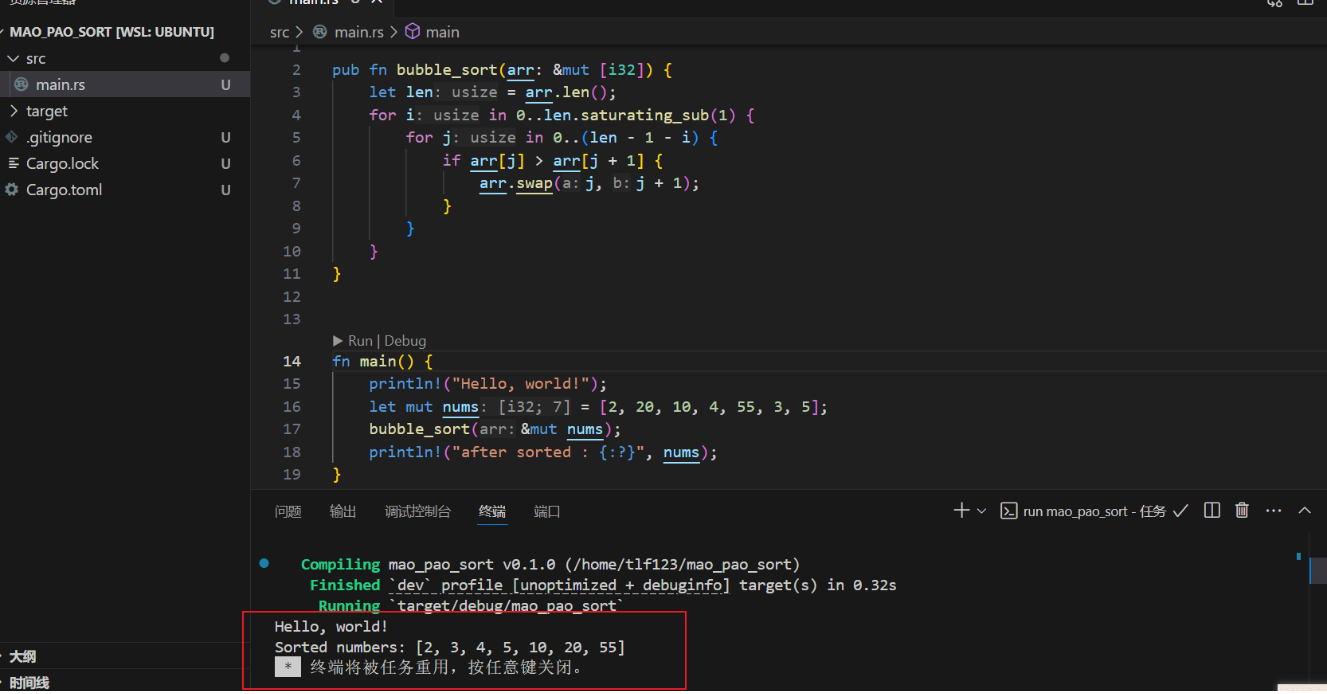 资源管理器
main.rs U
MAO_PAO_SORT [WSL: UBUNTU]
src
main.rs U
target
.gitignore U
Cargo.lock U
Cargo.toml U
大纲
时间线
src > main.rs > main
1
2 pub fn bubble_sort(arr: &mut [i32]) {
3 let len: usize = arr.len();
4 for i: usize in 0..len.saturating_sub(1) {
5 for j: usize in 0..(len - 1 - i) {
6 if arr[j] > arr[j + 1] {
7 arr.swap(a: j, b: j + 1);
8 }
9 }
10 }
11 }
12
13
Run | Debug
14 fn main() {
15 println!("Hello, world!");
16 let mut nums: [i32; 7] = [2, 20, 10, 4, 55, 3, 5];
17 bubble_sort(arr: &mut nums);
18 println!("after sorted : {:?}", nums);
19 }
问题 输出 调试控制台 终端 端口
run mao_pao_sort - 任务
Compiling mao_pao_sort v0.1.0 (/home/tlf123/mao_pao_sort)
Finished `dev` profile [unoptimized + debuginfo] target(s) in 0.32s
Running `target/debug/mao_pao_sort`
Hello, world!
Sorted numbers: [2, 3, 4, 5, 10, 20, 55]
* 终端将被任务重用，按任意键关闭。